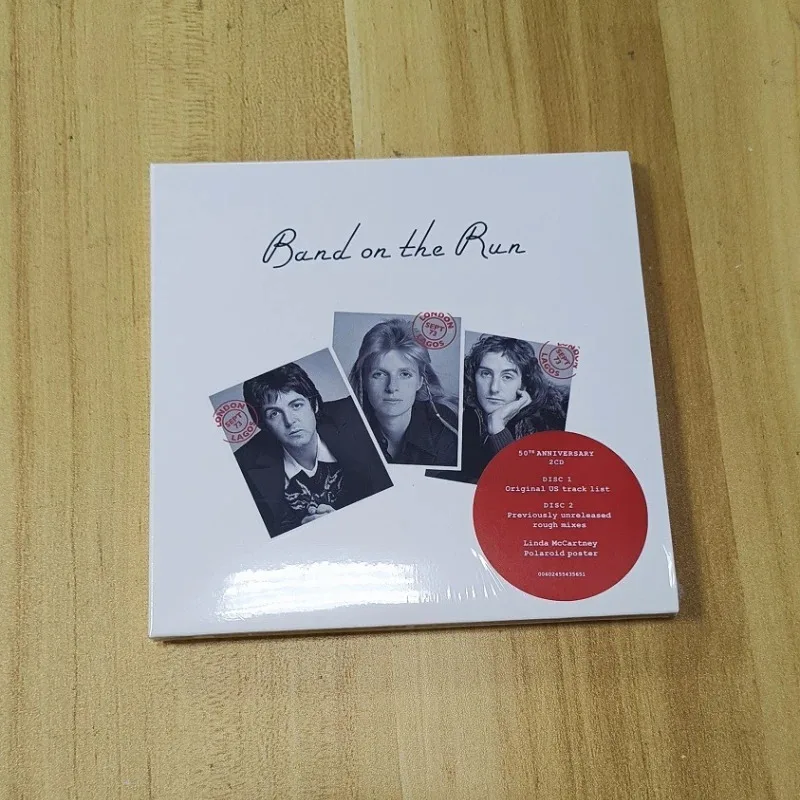 Band on the Run
LONDON
SEPT
73
LAGOS
LONDON
SEPT
73
LAGOS
LONDON
SEPT
73
LAGOS
50TH ANNIVERSARY
2CD
DISC 1
Original US track list
DISC 2
Previously unreleased
rough mixes
Linda McCartney
Polaroid poster